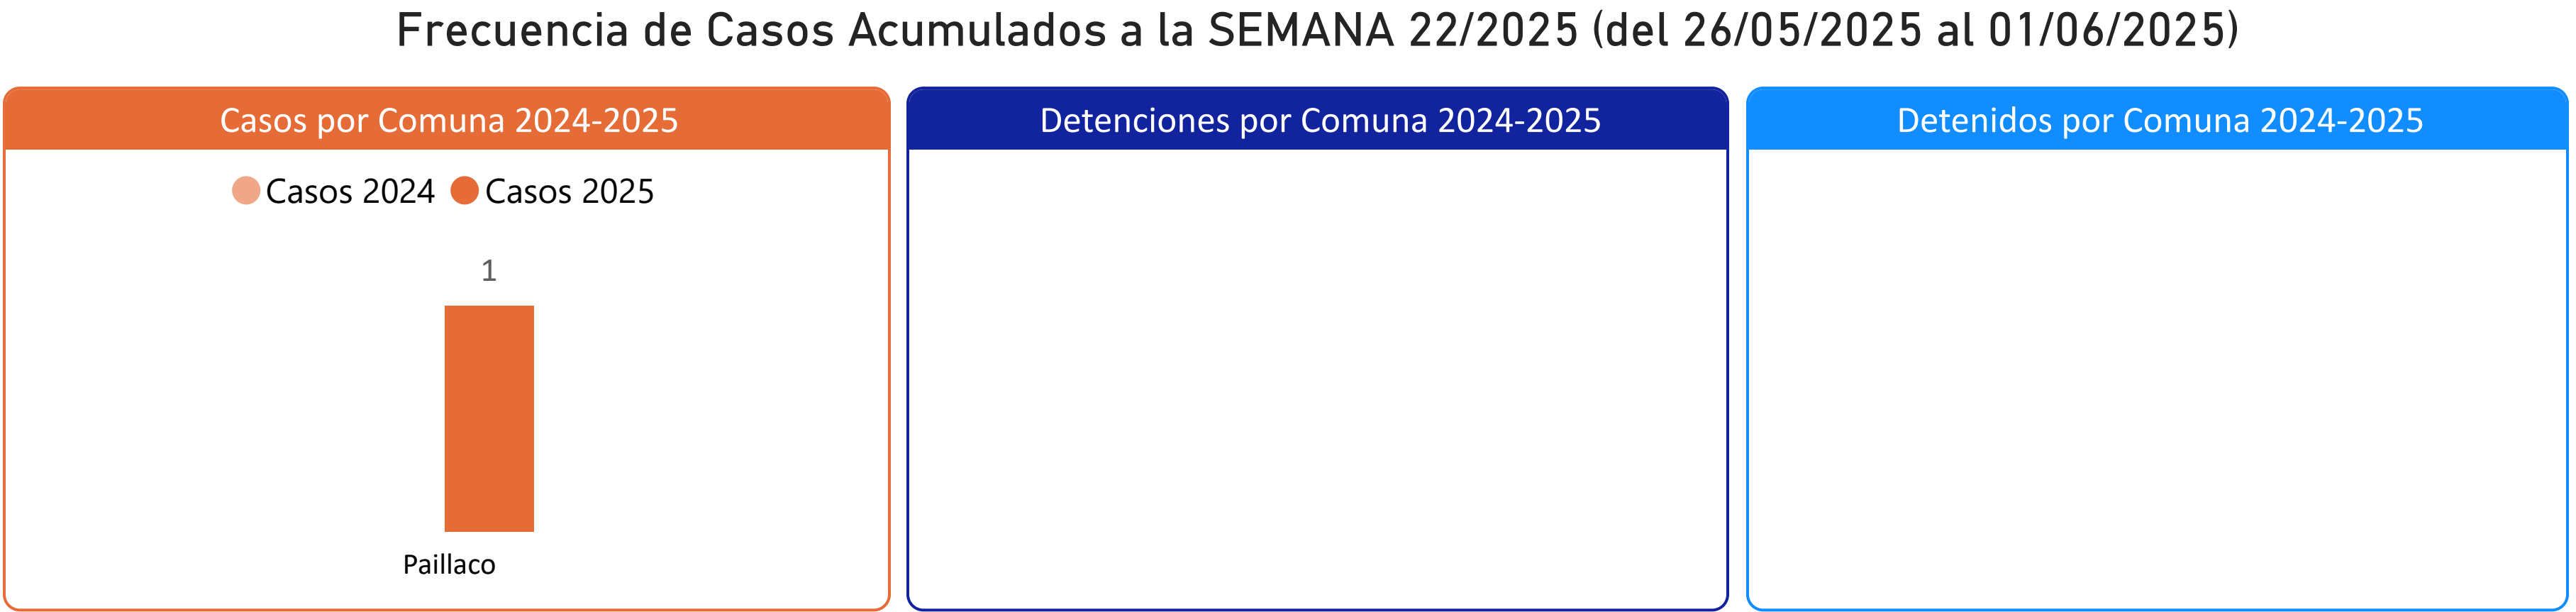 Frecuencia de Casos Acumulados a la SEMANA 22/2025 (del 26/05/2025 al 01/06/2025)
Casos por Comuna 2024-2025
Casos 2024 Casos 2025
1
Paillaco
Detenciones por Comuna 2024-2025
Detenidos por Comuna 2024-2025